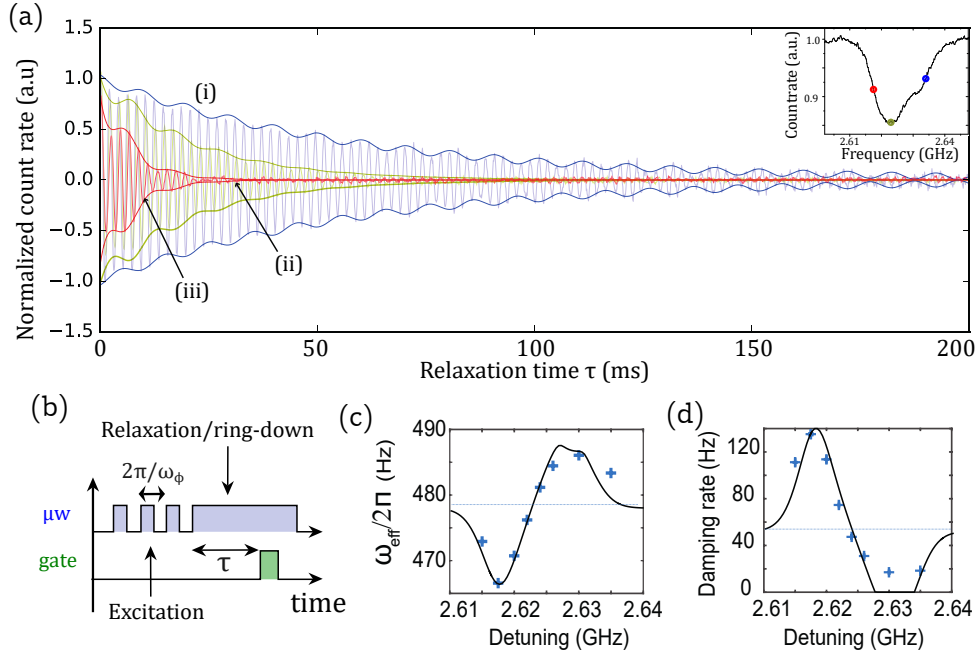 (a)
Normalized count rate (a.u)
1.5
1.0
0.5
0.0
-0.5
-1.0
-1.5
0
50
100
150
200
Relaxation time τ (ms)
(i)
(ii)
(iii)
Countrate (a.u.)
1.0
0.9
2.61
2.64
Frequency (GHz)
(b)
Relaxation/ring-down
2π/ωϕ
μw
gate
τ
time
Excitation
(c)
ω_eff/2π (Hz)
490
480
470
2.61
2.62
2.63
2.64
Detuning (GHz)
(d)
Damping rate (Hz)
120
80
40
0
2.61
2.62
2.63
2.64
Detuning (GHz)